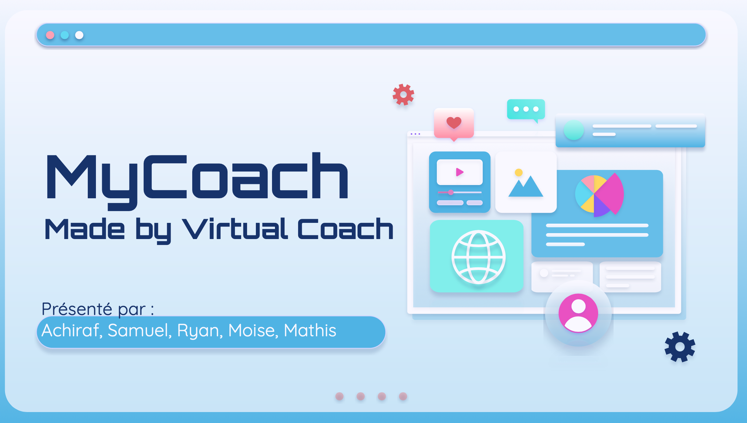 MyCoach
Made by Virtual Coach
Présenté par :
Achiraf, Samuel, Ryan, Moise, Mathis